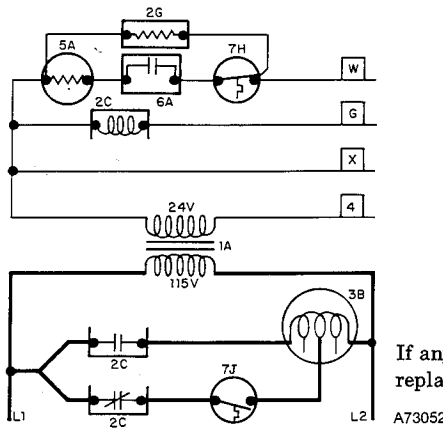 2G
5A
7H
W
2C
6A
G
X
24V
4
1A
115V
3B
2C
7J
If an
repla
L1
2C
L2
A73052